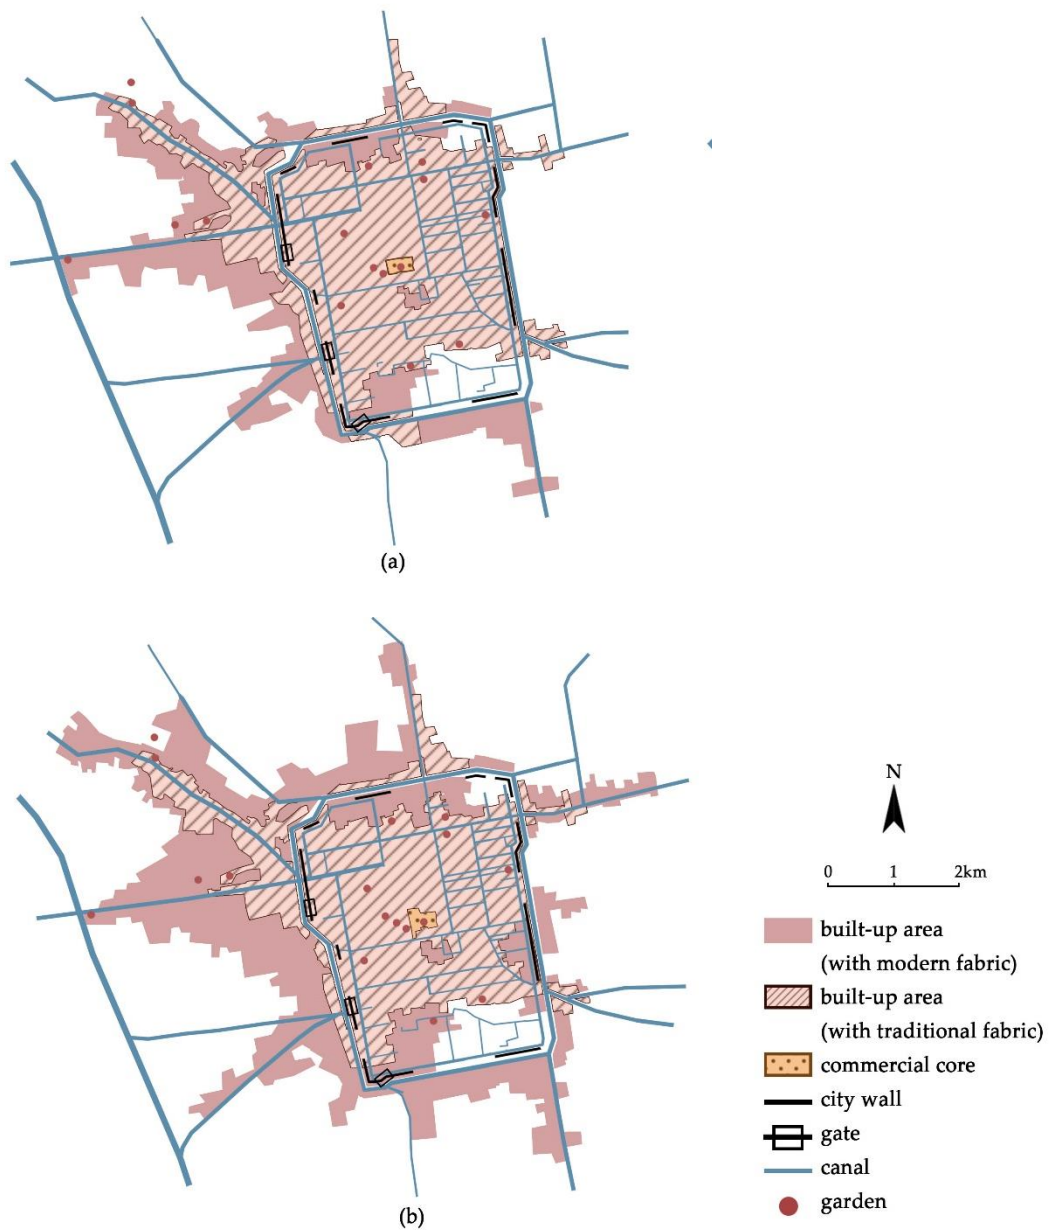 (a)
N
0 1 2km
built-up area
(with modern fabric)
built-up area
(with traditional fabric)
commercial core
city wall
gate
canal
garden
(b)